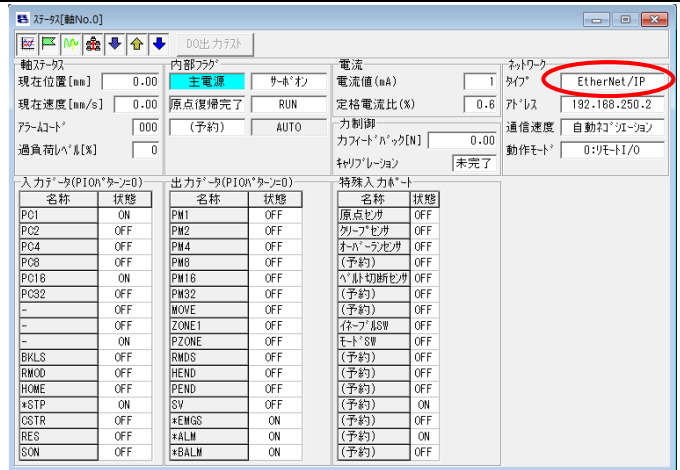 ステータス[軸No.0]
DO出力テスト
軸ステータス
現在位置[mm] 0.00
現在速度[mm/s] 0.00
アラームコード 000
過負荷レベル[%] 0
内部フラグ
主電源 サーボオン
原点復帰完了 RUN
(予約) AUTO
電流
電流値(mA) 1
定格電流比(%) 0.6
力制御
力フィードバック[N] 0.00
キャリブレーション 未完了
ネットワーク
タイプ EtherNet/IP
アドレス 192.168.250.2
通信速度 自動ネゴシエーション
動作モード 0:リモートI/O
入力データ(PIOパターン=0)
名称 状態
PC1 ON
PC2 OFF
PC4 OFF
PC8 OFF
PC16 ON
PC32 OFF
- OFF
- OFF
- ON
BKLS OFF
RMOD OFF
HOME OFF
*STP ON
CSTR OFF
RES OFF
SON OFF
出力データ(PIOパターン=0)
名称 状態
PM1 OFF
PM2 OFF
PM4 OFF
PM8 OFF
PM16 OFF
PM32 OFF
MOVE OFF
ZONE1 OFF
PZONE OFF
RMDS OFF
HEND OFF
PEND OFF
SV OFF
*EMGS ON
*ALM ON
*BALM ON
特殊入力ポート
名称 状態
原点センサ OFF
クリープセンサ OFF
オーバーランセンサ OFF
(予約) OFF
ベルト切断センサ OFF
(予約) OFF
(予約) OFF
イネーブルSW OFF
モードSW OFF
(予約) OFF
(予約) OFF
(予約) OFF
(予約) ON
(予約) OFF
(予約) ON
(予約) OFF